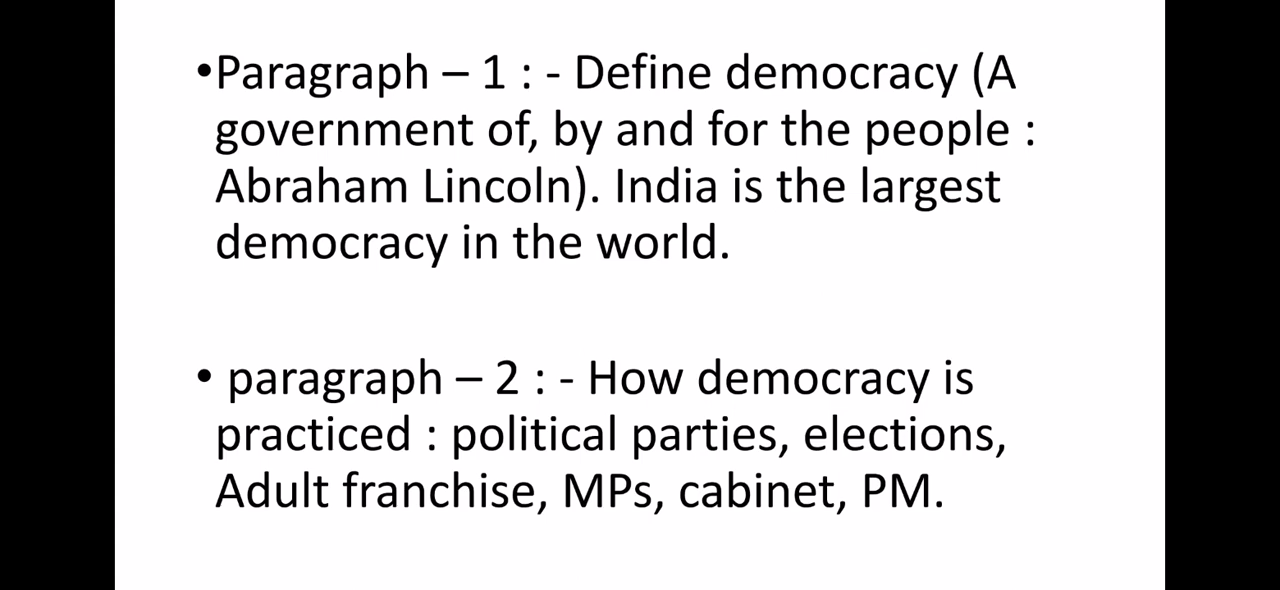 •Paragraph – 1 : - Define democracy (A
government of, by and for the people :
Abraham Lincoln). India is the largest
democracy in the world.
• paragraph – 2 : - How democracy is
practiced : political parties, elections,
Adult franchise, MPs, cabinet, PM.